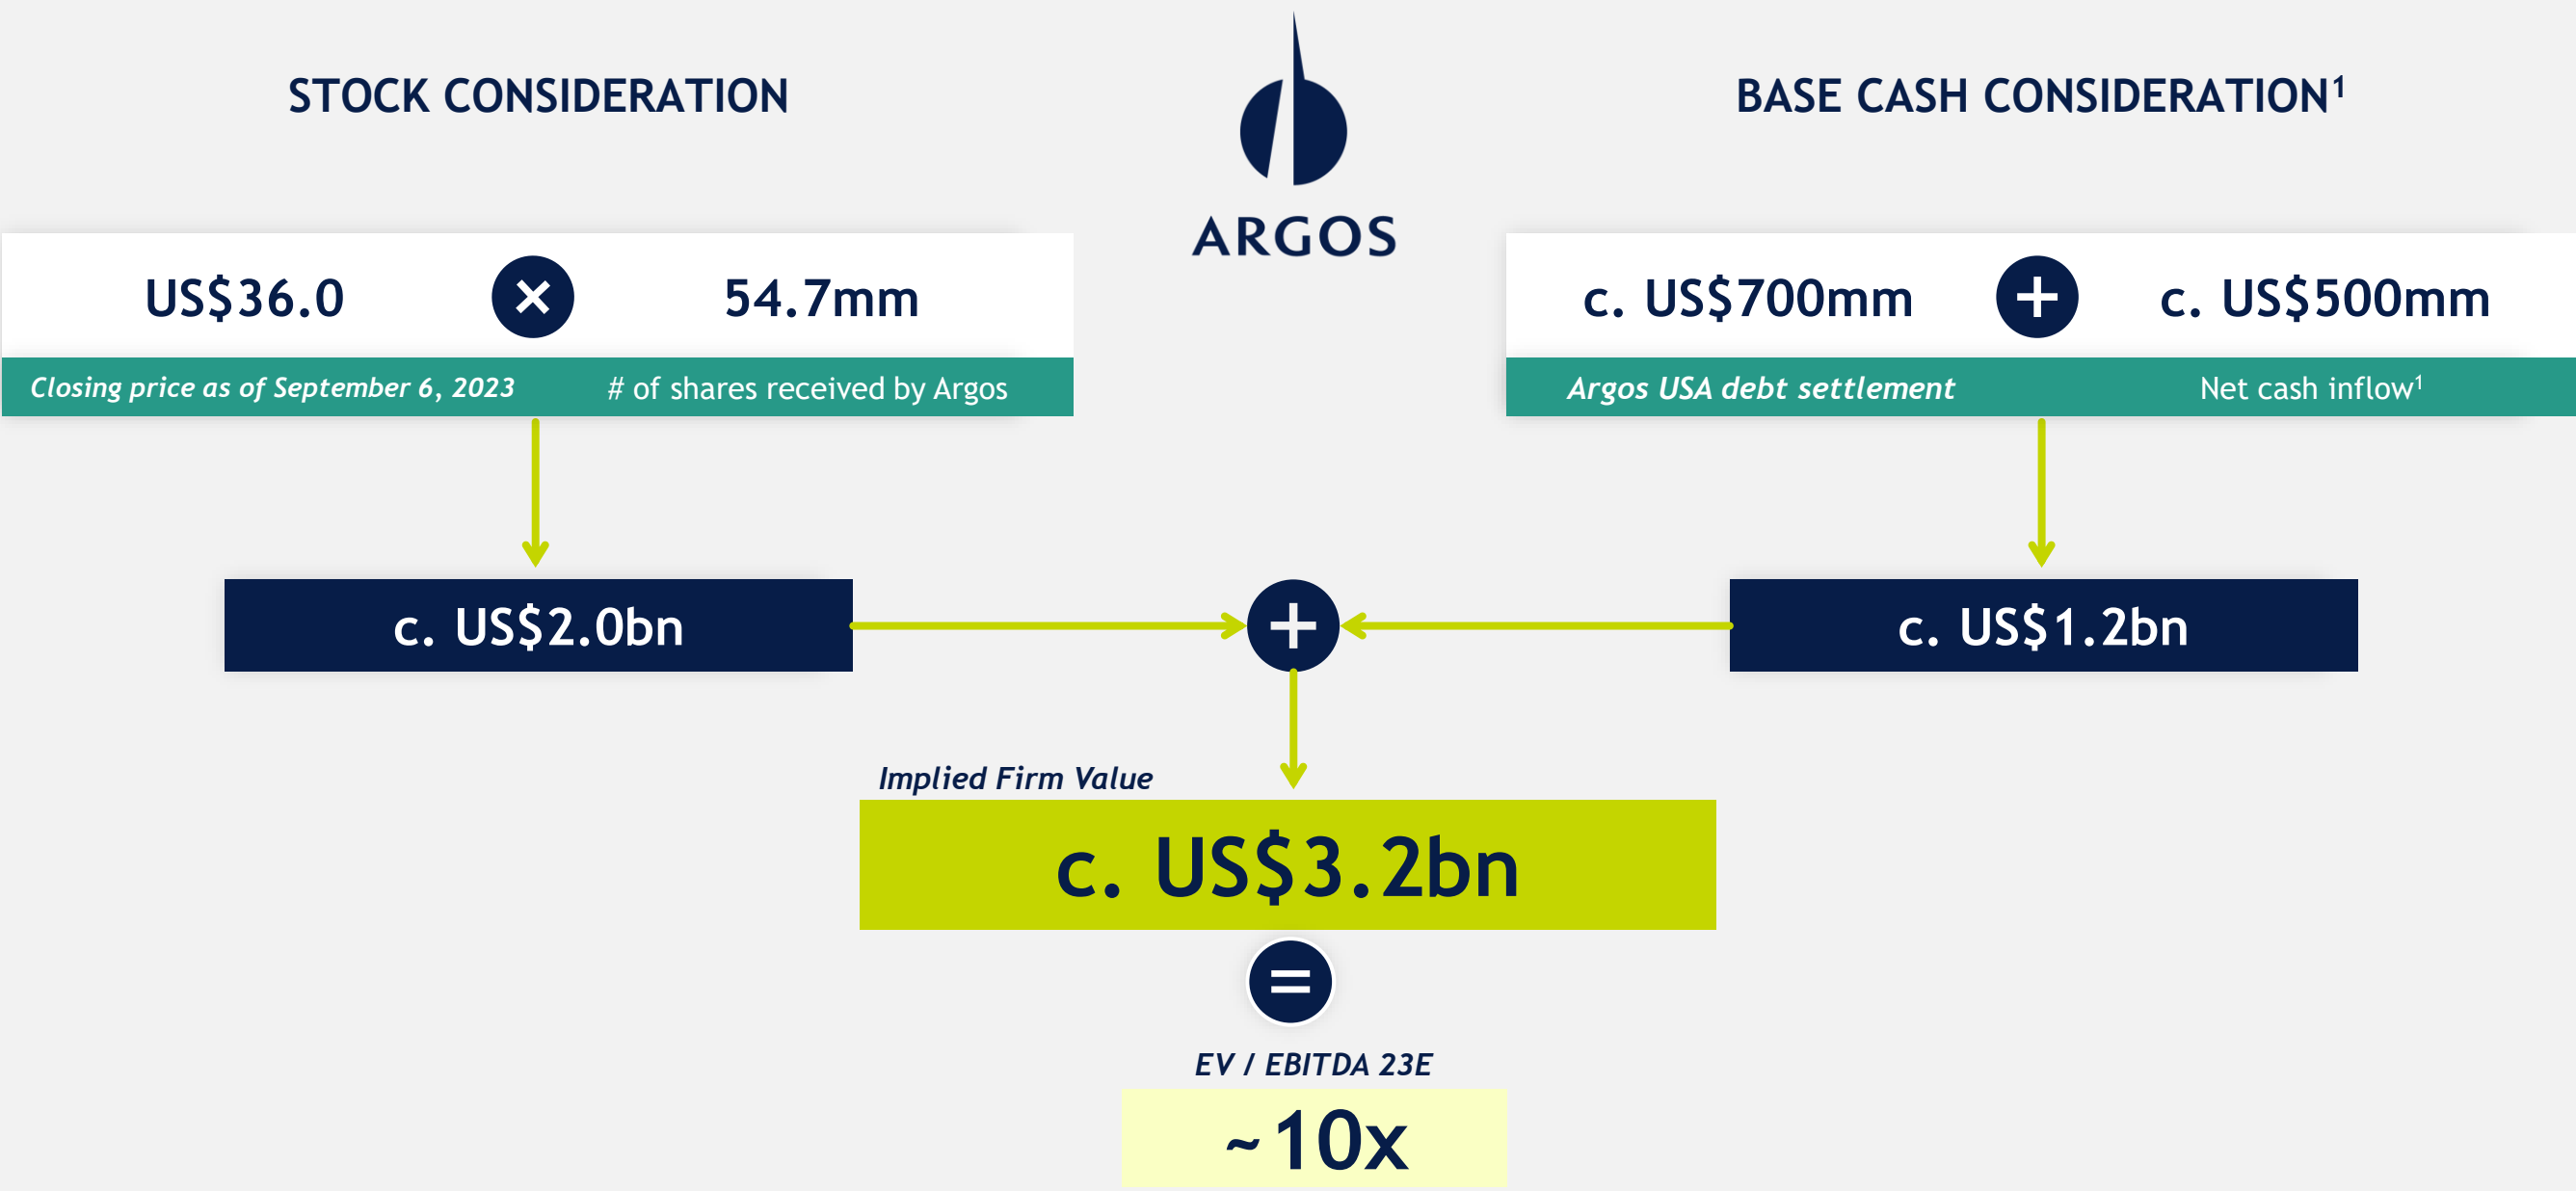 STOCK CONSIDERATION
ARGOS
BASE CASH CONSIDERATION¹
US$36.0 × 54.7mm
Closing price as of September 6, 2023 # of shares received by Argos
c. US$700mm + c. US$500mm
Argos USA debt settlement Net cash inflow¹
c. US$2.0bn + c. US$1.2bn
Implied Firm Value
c. US$3.2bn
=
EV / EBITDA 23E
~10x